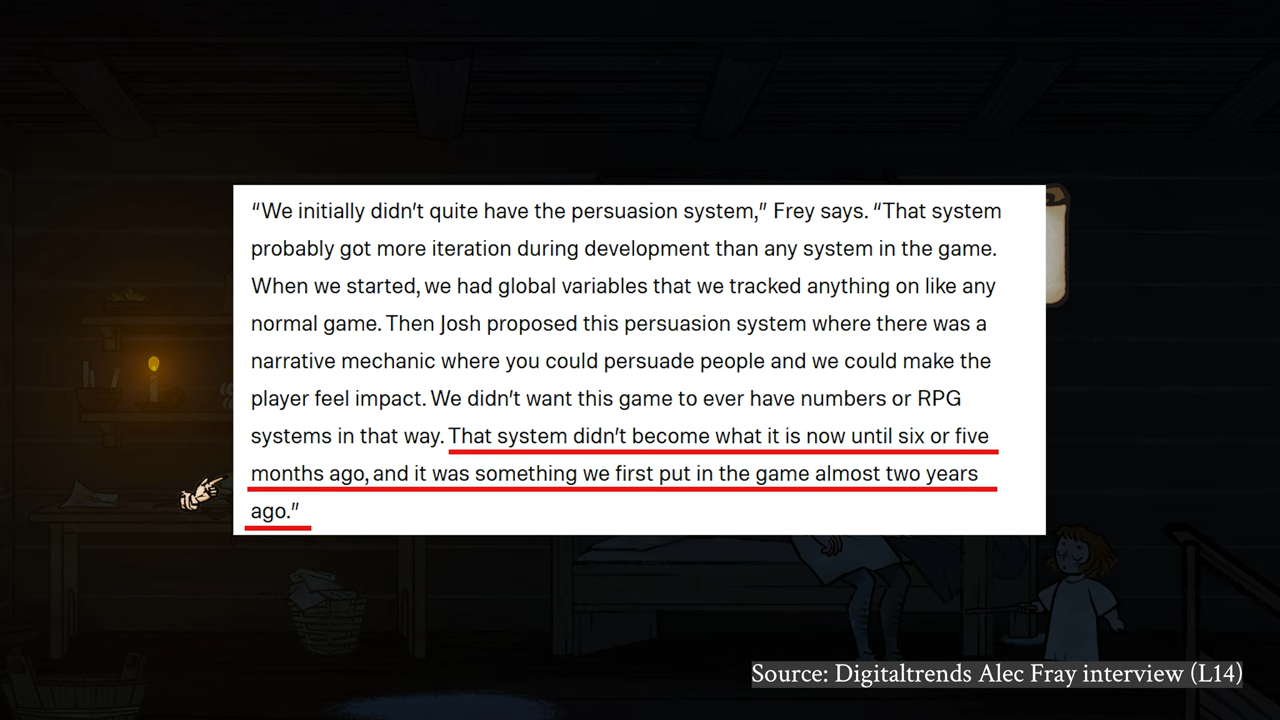 “We initially didn’t quite have the persuasion system,” Frey says. “That system
probably got more iteration during development than any system in the game.
When we started, we had global variables that we tracked anything on like any
normal game. Then Josh proposed this persuasion system where there was a
narrative mechanic where you could persuade people and we could make the
player feel impact. We didn’t want this game to ever have numbers or RPG
systems in that way. That system didn’t become what it is now until six or five
months ago, and it was something we first put in the game almost two years
ago.”
Source: Digitaltrends Alec Fray interview (L14)